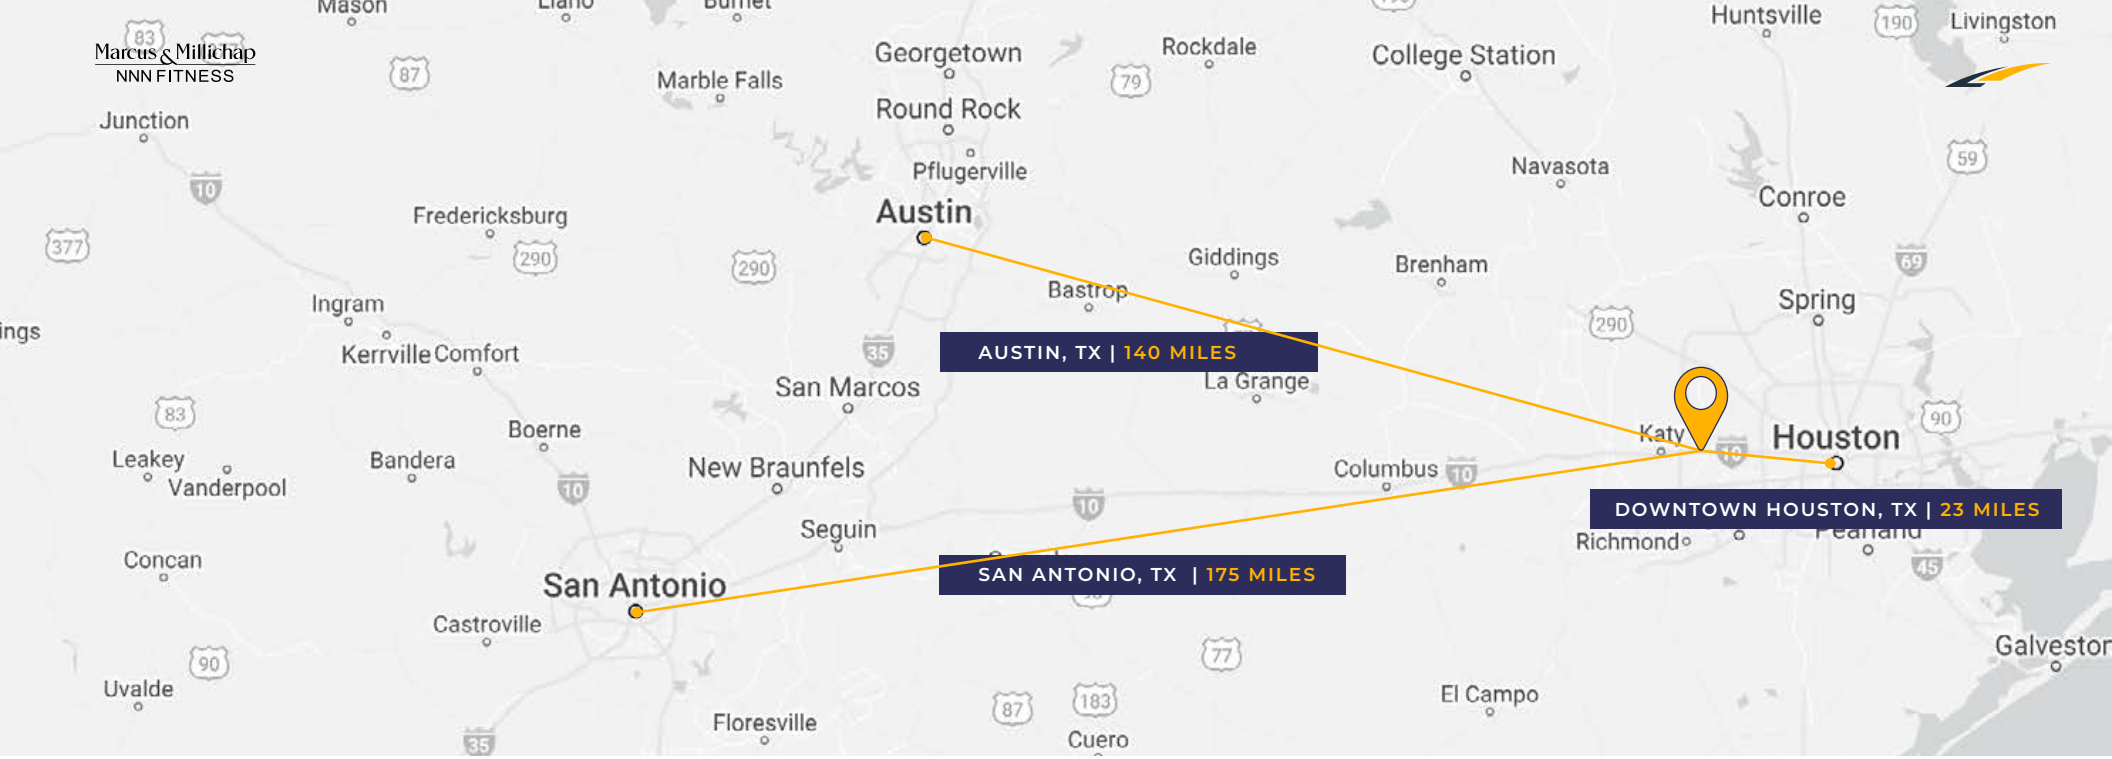 Mason
Llano
Burnet
Huntsville
190
Livingston
83
Marcus & Millichap
NNN FITNESS
87
Georgetown
Rockdale
College Station
Marble Falls
79
Round Rock
Junction
59
Pflugerville
Navasota
10
Conroe
Fredericksburg
Austin
377
290
290
Giddings
Brenham
69
Bastrop
Ingram
Spring
290
ings
Kerrville
Comfort
35
AUSTIN, TX | 140 MILES
La Grange
San Marcos
83
90
Boerne
Katy
10
Houston
Leakey
Bandera
New Braunfels
Columbus
10
Vanderpool
10
10
DOWNTOWN HOUSTON, TX | 23 MILES
Seguin
Richmond
Pearland
Concan
45
San Antonio
SAN ANTONIO, TX | 175 MILES
Castroville
77
Galveston
90
Uvalde
El Campo
87
183
Floresville
35
Cuero